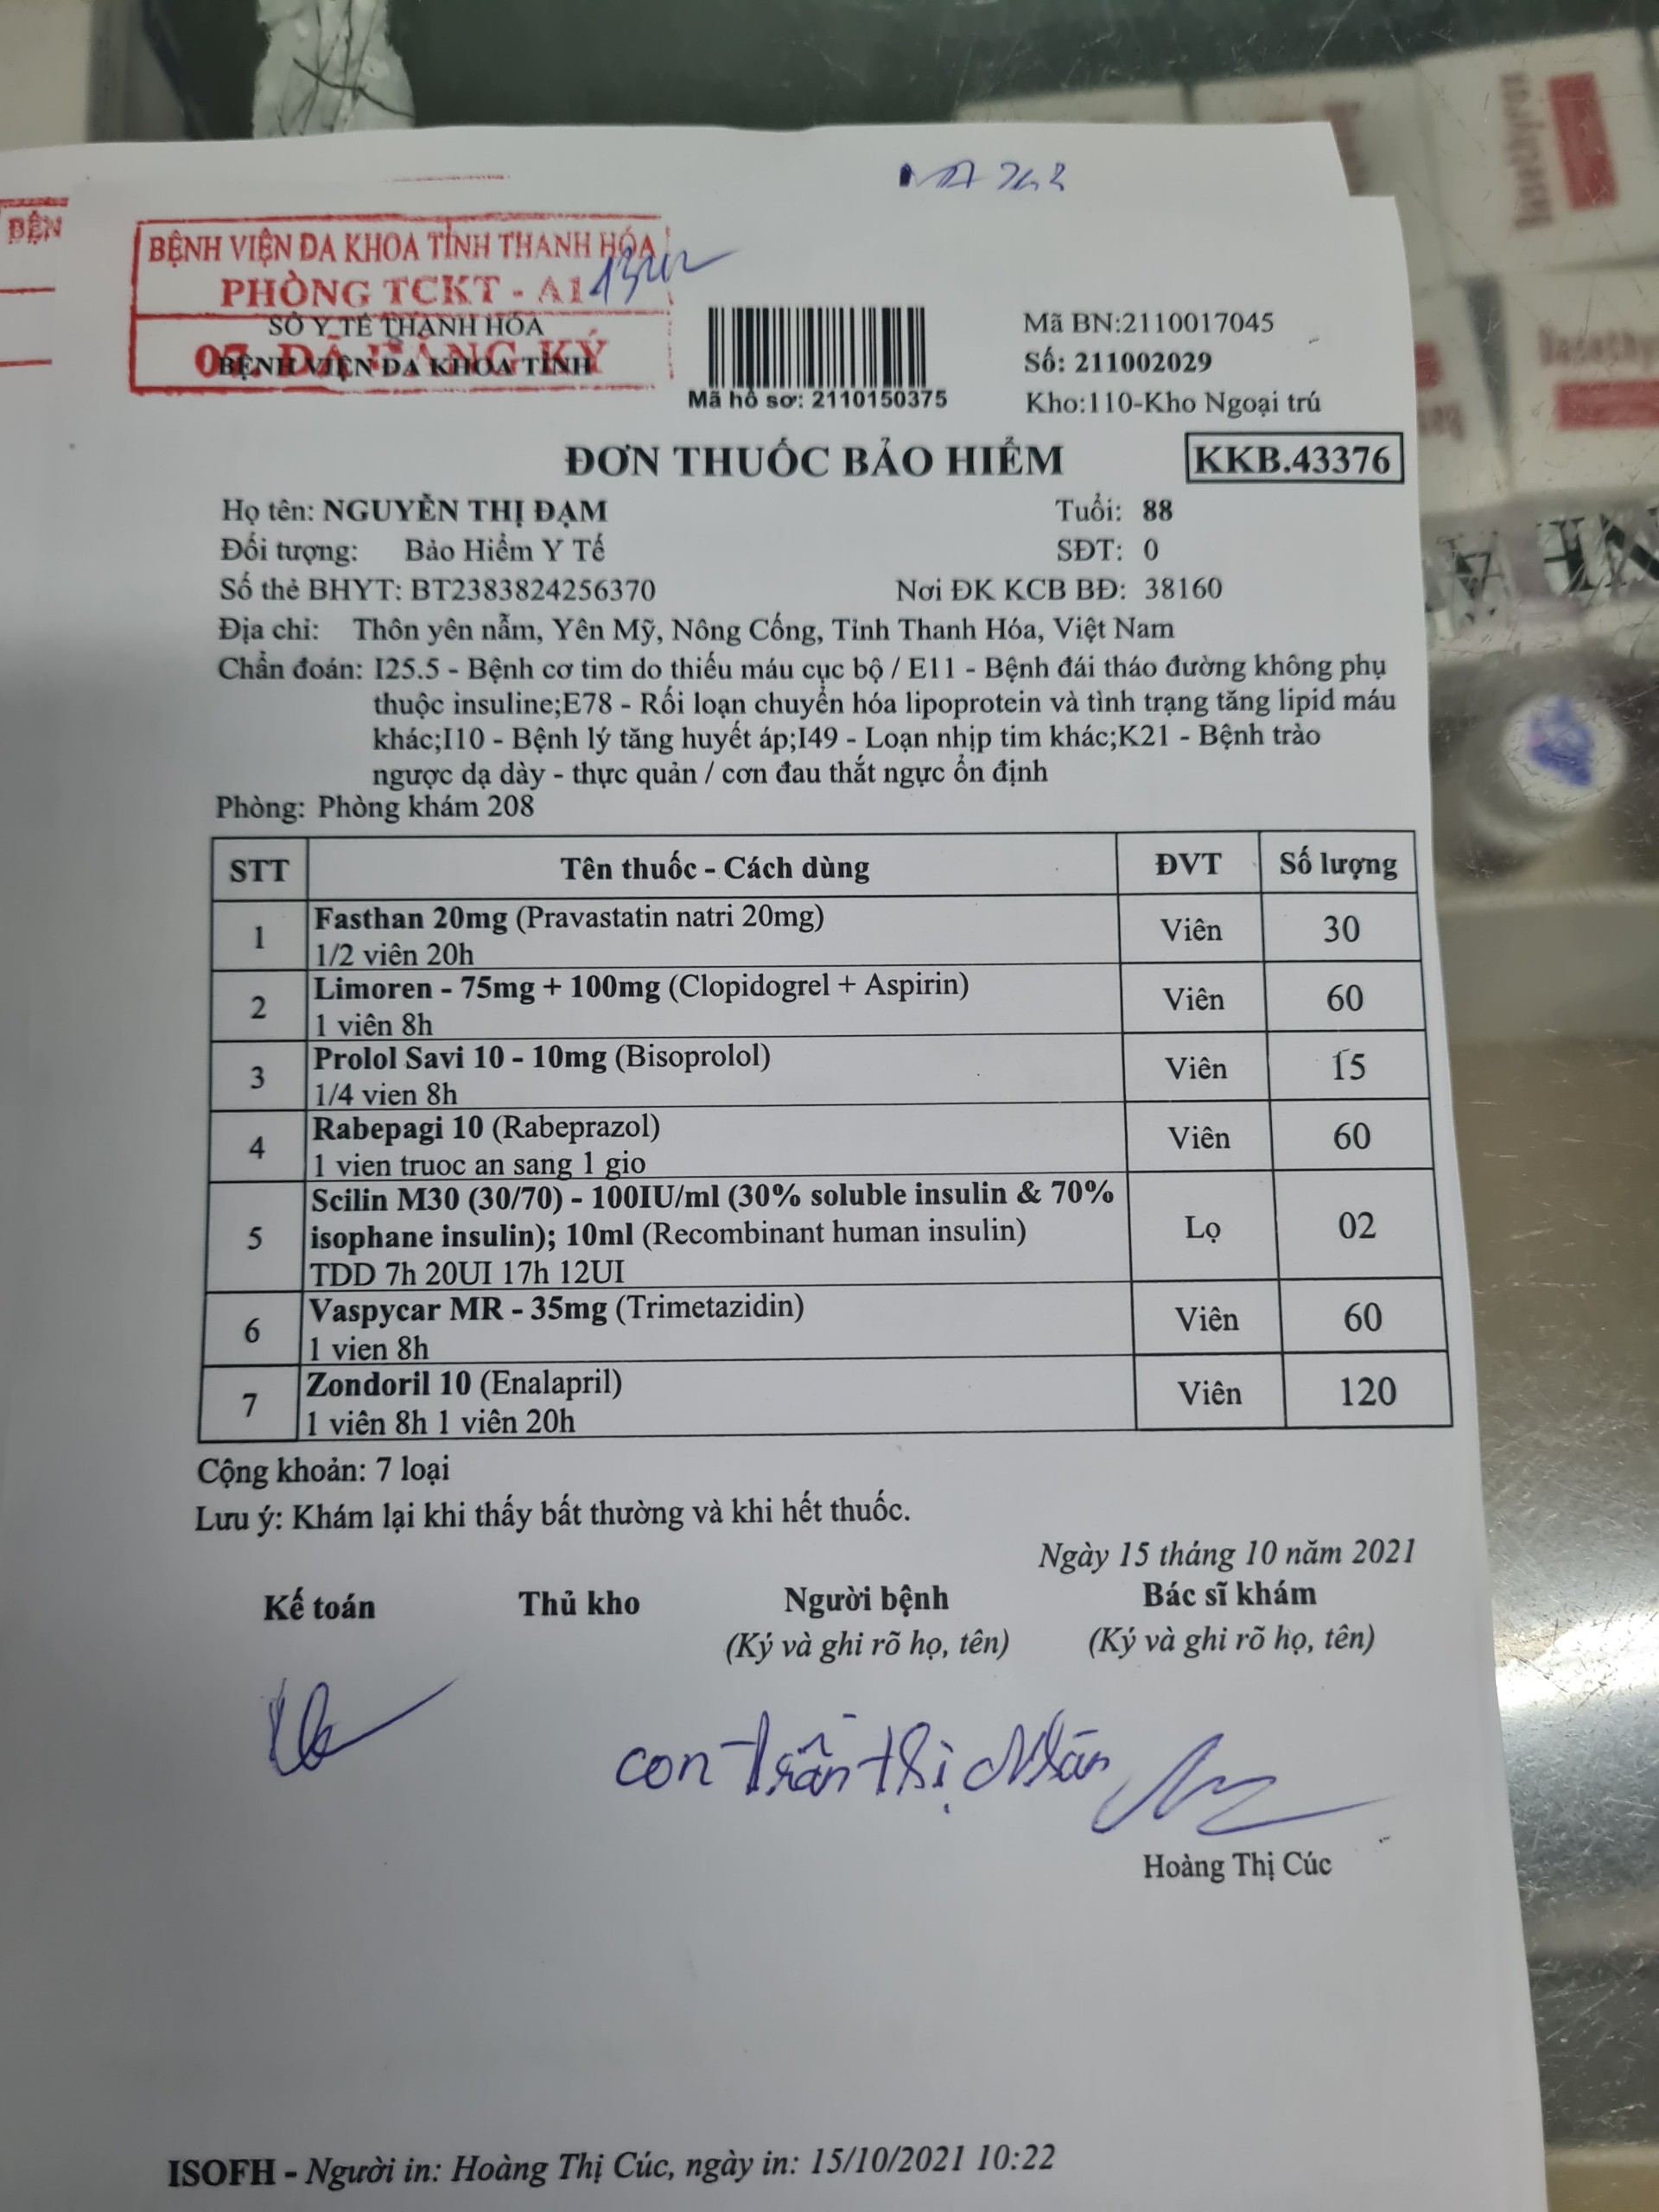 BỆN
BỆNH VIỆN ĐA KHOA TỈNH THANH HÓA
PHÒNG TCKT - A1
SỞ Y TẾ THANH HÓA
BỆNH VIỆN ĐA KHOA TỈNH
07. ĐÃ ĐĂNG KÝ
Mã hồ sơ: 2110150375
Mã BN:2110017045
Số: 211002029
Kho:110-Kho Ngoại trú
ĐƠN THUỐC BẢO HIỂM
KKB.43376
Họ tên: NGUYỄN THỊ ĐẠM Tuổi: 88
Đối tượng: Bảo Hiểm Y Tế SĐT: 0
Số thẻ BHYT: BT2383824256370 Nơi ĐK KCB BĐ: 38160
Địa chỉ: Thôn yên nẫm, Yên Mỹ, Nông Cống, Tỉnh Thanh Hóa, Việt Nam
Chẩn đoán: I25.5 - Bệnh cơ tim do thiếu máu cục bộ / E11 - Bệnh đái tháo đường không phụ
thuộc insuline;E78 - Rối loạn chuyển hóa lipoprotein và tình trạng tăng lipid máu
khác;I10 - Bệnh lý tăng huyết áp;I49 - Loạn nhịp tim khác;K21 - Bệnh trào
ngược dạ dày - thực quản / cơn đau thắt ngực ổn định
Phòng: Phòng khám 208
STT Tên thuốc - Cách dùng ĐVT Số lượng
1 Fasthan 20mg (Pravastatin natri 20mg) Viên 30
1/2 viên 20h
2 Limoren - 75mg + 100mg (Clopidogrel + Aspirin) Viên 60
1 viên 8h
3 Prolol Savi 10 - 10mg (Bisoprolol) Viên 15
1/4 vien 8h
4 Rabepagi 10 (Rabeprazol) Viên 60
1 vien truoc an sang 1 gio
5 Scilin M30 (30/70) - 100IU/ml (30% soluble insulin & 70%
isophane insulin); 10ml (Recombinant human insulin) Lọ 02
TDD 7h 20UI 17h 12UI
6 Vaspycar MR - 35mg (Trimetazidin) Viên 60
1 vien 8h
7 Zondoril 10 (Enalapril) Viên 120
1 viên 8h 1 viên 20h
Cộng khoản: 7 loại
Lưu ý: Khám lại khi thấy bất thường và khi hết thuốc.
Ngày 15 tháng 10 năm 2021
Kế toán Thủ kho Người bệnh Bác sĩ khám
(Ký và ghi rõ họ, tên) (Ký và ghi rõ họ, tên)
con Trần thị
Hoàng Thị Cúc
ISOFH - Người in: Hoàng Thị Cúc, ngày in: 15/10/2021 10:22
Basethyrox